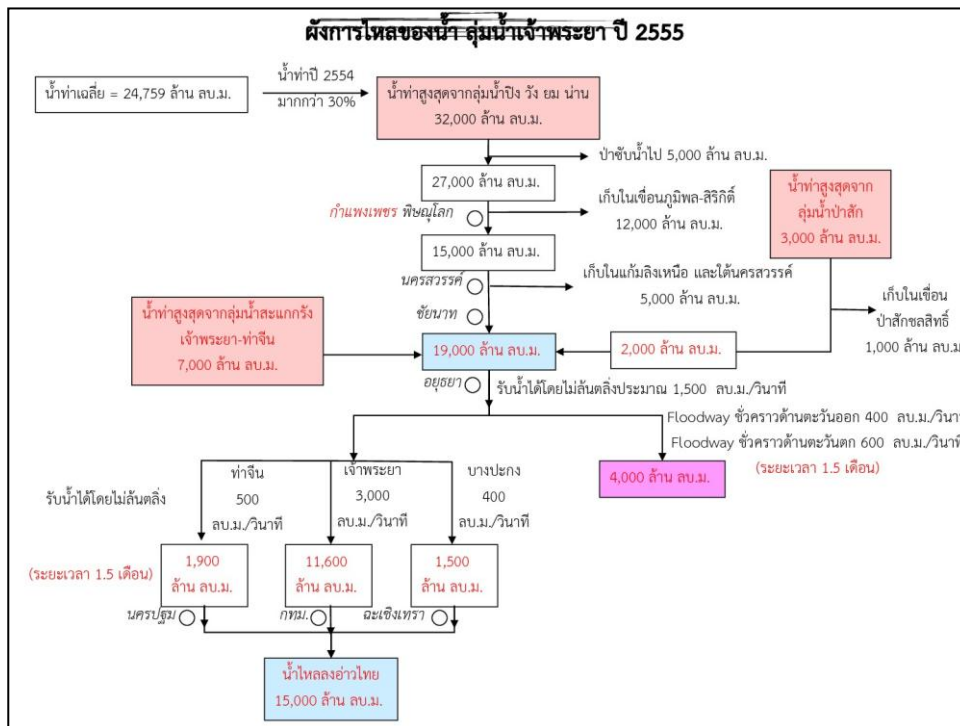 ผังการไหลของน้ำ ลุ่มน้ำเจ้าพระยา ปี 2555
น้ำท่าเฉลี่ย = 24,759 ล้าน ลบ.ม.
น้ำท่าปี 2554
มากกว่า 30%
น้ำท่าสูงสุดจากลุ่มน้ำปิง วัง ยม น่าน
32,000 ล้าน ลบ.ม.
ป่าซับน้ำไป 5,000 ล้าน ลบ.ม.
27,000 ล้าน ลบ.ม.
กำแพงเพชร พิษณุโลก
เก็บในเขื่อนภูมิพล-สิริกิติ์
12,000 ล้าน ลบ.ม.
น้ำท่าสูงสุดจาก
ลุ่มน้ำป่าสัก
3,000 ล้าน ลบ.ม.
15,000 ล้าน ลบ.ม.
นครสวรรค์
เก็บในแก้มลิงเหนือ และใต้นครสวรรค์
5,000 ล้าน ลบ.ม.
ชัยนาท
เก็บในเขื่อน
ป่าสักชลสิทธิ์
1,000 ล้าน ลบ.ม
น้ำท่าสูงสุดจากลุ่มน้ำสะแกกรัง
เจ้าพระยา-ท่าจีน
7,000 ล้าน ลบ.ม.
19,000 ล้าน ลบ.ม.
2,000 ล้าน ลบ.ม.
อยุธยา
รับน้ำได้โดยไม่ล้นตลิ่งประมาณ 1,500 ลบ.ม./วินาที
Floodway ชั่วคราวด้านตะวันออก 400 ลบ.ม./วินาที
Floodway ชั่วคราวด้านตะวันตก 600 ลบ.ม./วินาที
(ระยะเวลา 1.5 เดือน)
4,000 ล้าน ลบ.ม.
รับน้ำได้โดยไม่ล้นตลิ่ง
ท่าจีน
500
ลบ.ม./วินาที
เจ้าพระยา
3,000
ลบ.ม./วินาที
บางปะกง
400
ลบ.ม./วินาที
(ระยะเวลา 1.5 เดือน)
1,900
ล้าน ลบ.ม.
11,600
ล้าน ลบ.ม.
1,500
ล้าน ลบ.ม.
นครปฐม
กทม.
ฉะเชิงเทรา
น้ำไหลลงอ่าวไทย
15,000 ล้าน ลบ.ม.